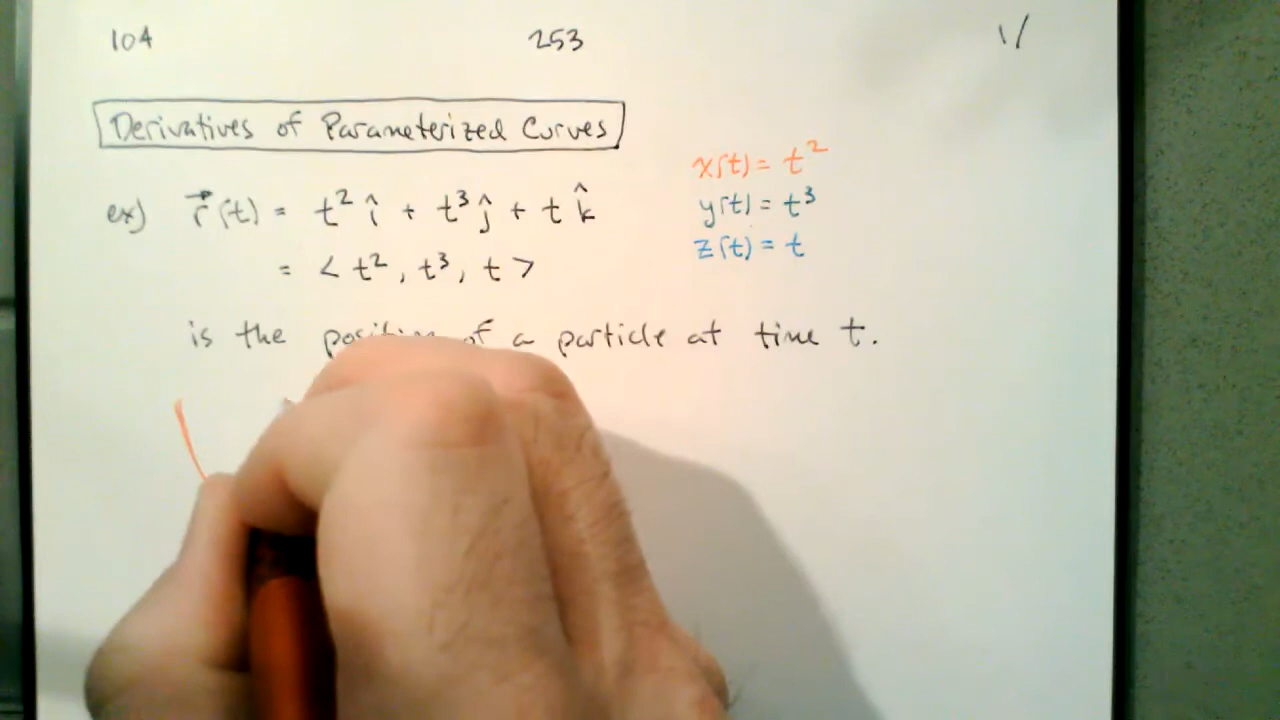 104 253 1/
Derivatives of Parameterized Curves
ex) r⃗(t) = t² î + t³ ĵ + t k̂
= < t², t³, t >
x(t) = t²
y(t) = t³
z(t) = t
is the of a particle at time t.